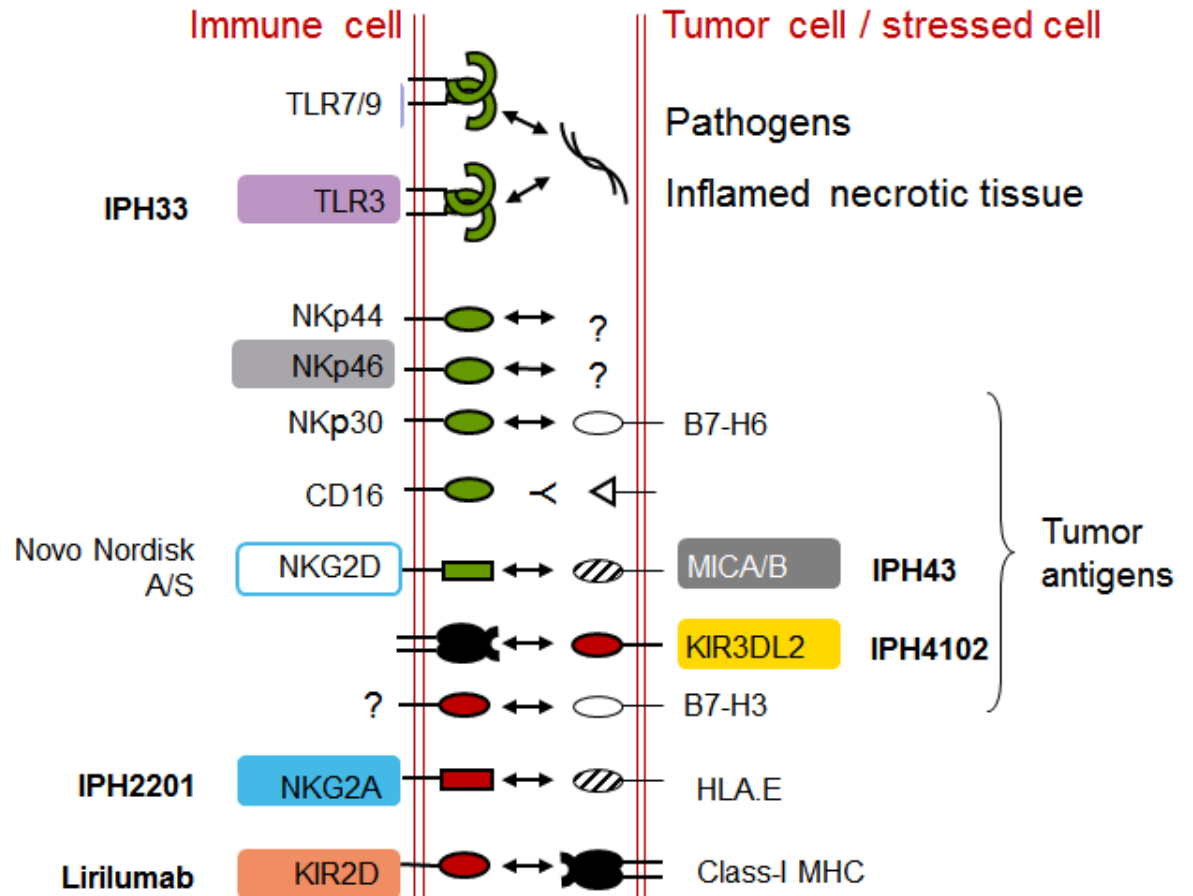 Immune cell
Tumor cell / stressed cell
TLR7/9
Pathogens
IPH33
TLR3
Inflamed necrotic tissue
NKp44
?
NKp46
?
NKp30
B7-H6
CD16
Novo Nordisk
A/S
NKG2D
MICA/B
IPH43
Tumor
antigens
KIR3DL2
IPH4102
?
B7-H3
IPH2201
NKG2A
HLA.E
Lirilumab
KIR2D
Class-I MHC